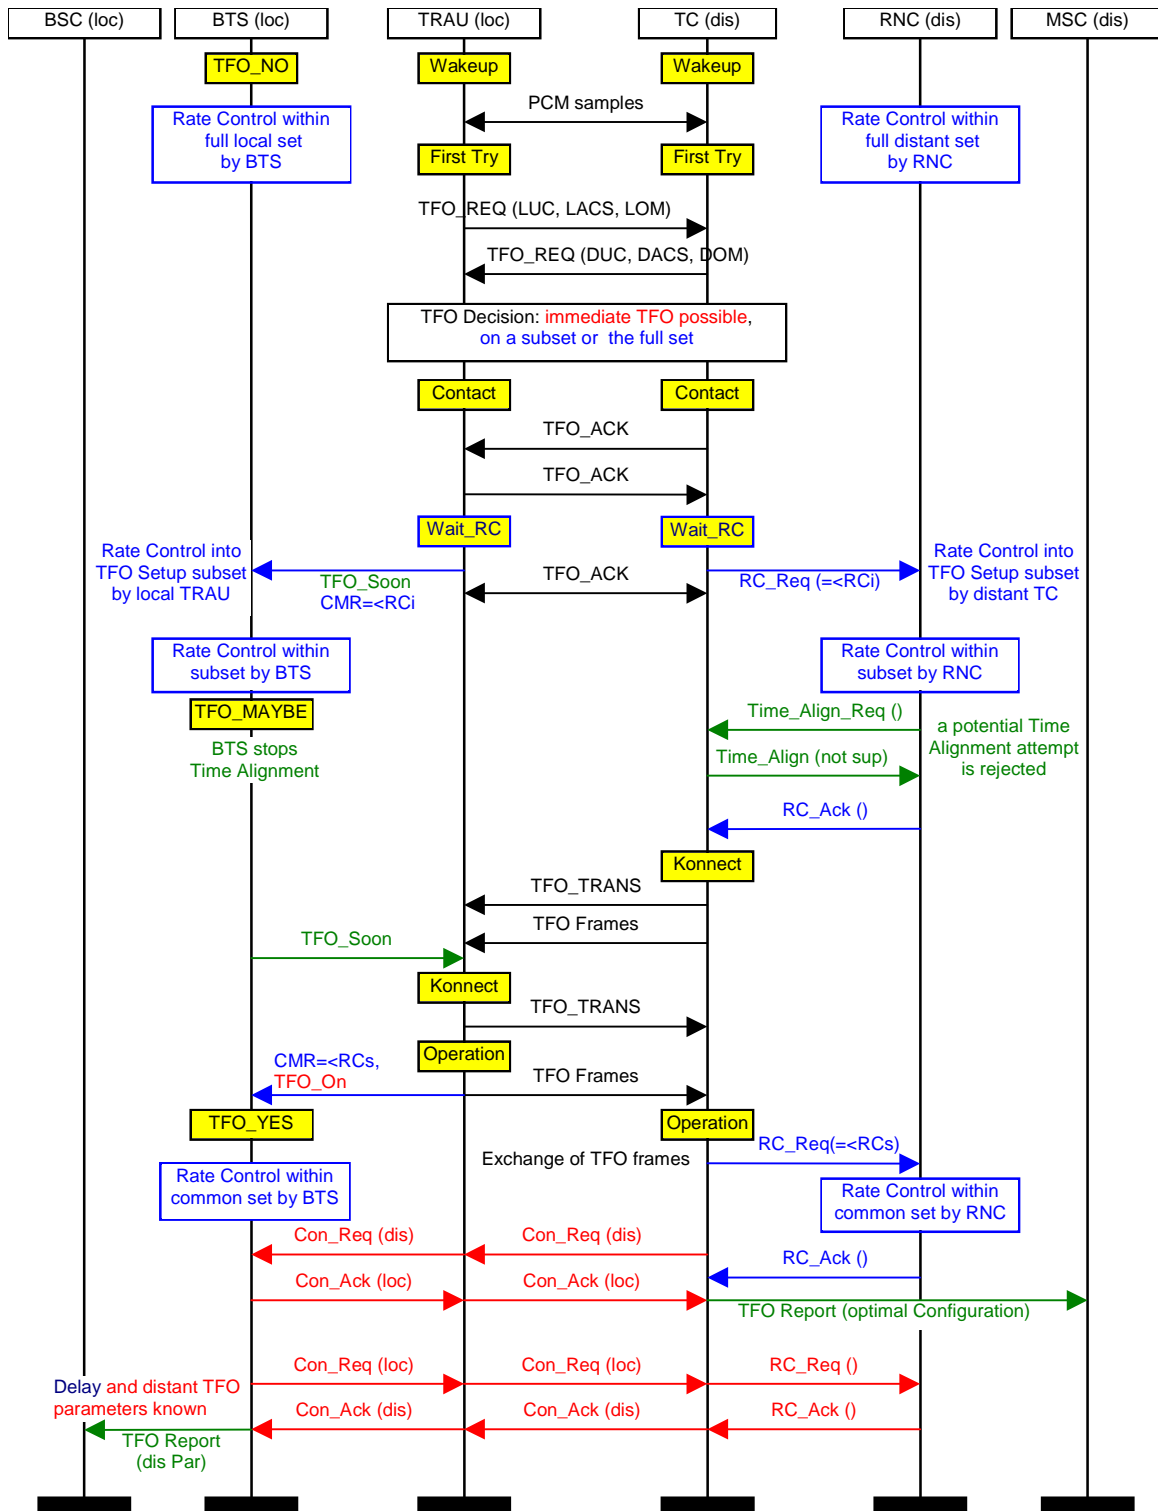 BSC (loc)
BTS (loc)
TRAU (loc)
TC (dis)
RNC (dis)
MSC (dis)
TFO_NO
Wakeup
Wakeup
PCM samples
Rate Control within
full local set
by BTS
Rate Control within
full distant set
by RNC
First Try
First Try
TFO_REQ (LUC, LACS, LOM)
TFO_REQ (DUC, DACS, DOM)
TFO Decision: immediate TFO possible,
on a subset or the full set
Contact
Contact
TFO_ACK
TFO_ACK
Wait_RC
Wait_RC
Rate Control into
TFO Setup subset
by local TRAU
TFO_Soon
CMR=<RCi
TFO_ACK
RC_Req (=<RCi)
Rate Control into
TFO Setup subset
by distant TC
Rate Control within
subset by BTS
Rate Control within
subset by RNC
TFO_MAYBE
BTS stops
Time Alignment
Time_Align_Req ()
Time_Align (not sup)
a potential Time
Alignment attempt
is rejected
RC_Ack ()
Konnect
TFO_TRANS
TFO Frames
TFO_Soon
Konnect
TFO_TRANS
Operation
CMR=<RCs,
TFO_On
TFO Frames
TFO_YES
Operation
Exchange of TFO frames
RC_Req(=<RCs)
Rate Control within
common set by BTS
Rate Control within
common set by RNC
Con_Req (dis)
Con_Req (dis)
RC_Ack ()
Con_Ack (loc)
Con_Ack (loc)
TFO Report (optimal Configuration)
Con_Req (loc)
Con_Req (loc)
RC_Req ()
Delay and distant TFO
parameters known
Con_Ack (dis)
Con_Ack (dis)
RC_Ack ()
TFO Report
(dis Par)